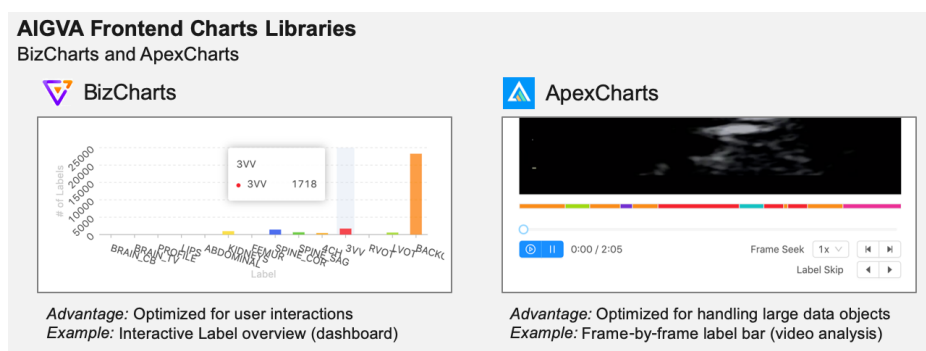 AIGVA Frontend Charts Libraries
BizCharts and ApexCharts
BizCharts
# of Labels
25000
20000
15000
10000
5000
0
3VV
3VV 1718
BRAIN_CB
BRAIN_TV
PROFILE
LIPS
ABDOMINAL
KIDNEYS
FEMUR
SPINE_COR
SPINE_SAG
4CH
3VV
RVOT
LVOT
BACKG
Label
Advantage: Optimized for user interactions
Example: Interactive Label overview (dashboard)
ApexCharts
0:00 / 2:05
Frame Seek 1x
Label Skip
Advantage: Optimized for handling large data objects
Example: Frame-by-frame label bar (video analysis)